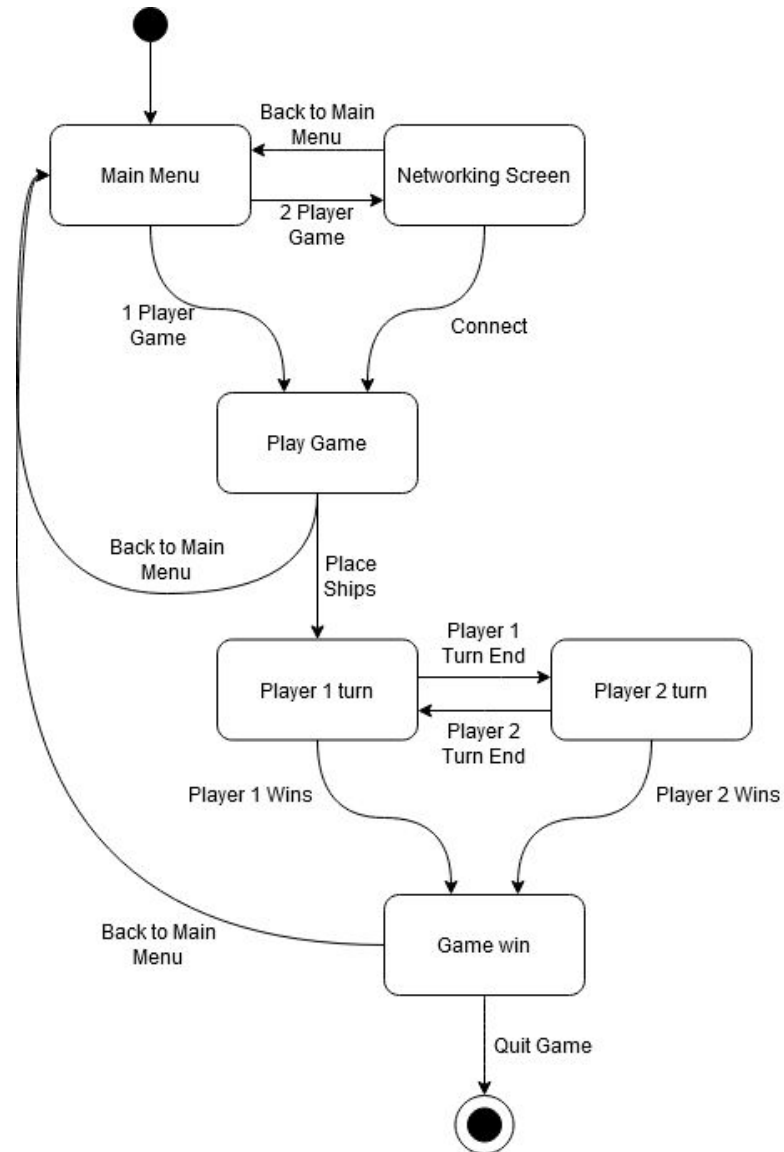 Back to Main
Menu
Main Menu
Networking Screen
2 Player
Game
1 Player
Game
Connect
Play Game
Back to Main
Menu
Place
Ships
Player 1
Turn End
Player 1 turn
Player 2 turn
Player 2
Turn End
Player 1 Wins
Player 2 Wins
Back to Main
Menu
Game win
Quit Game